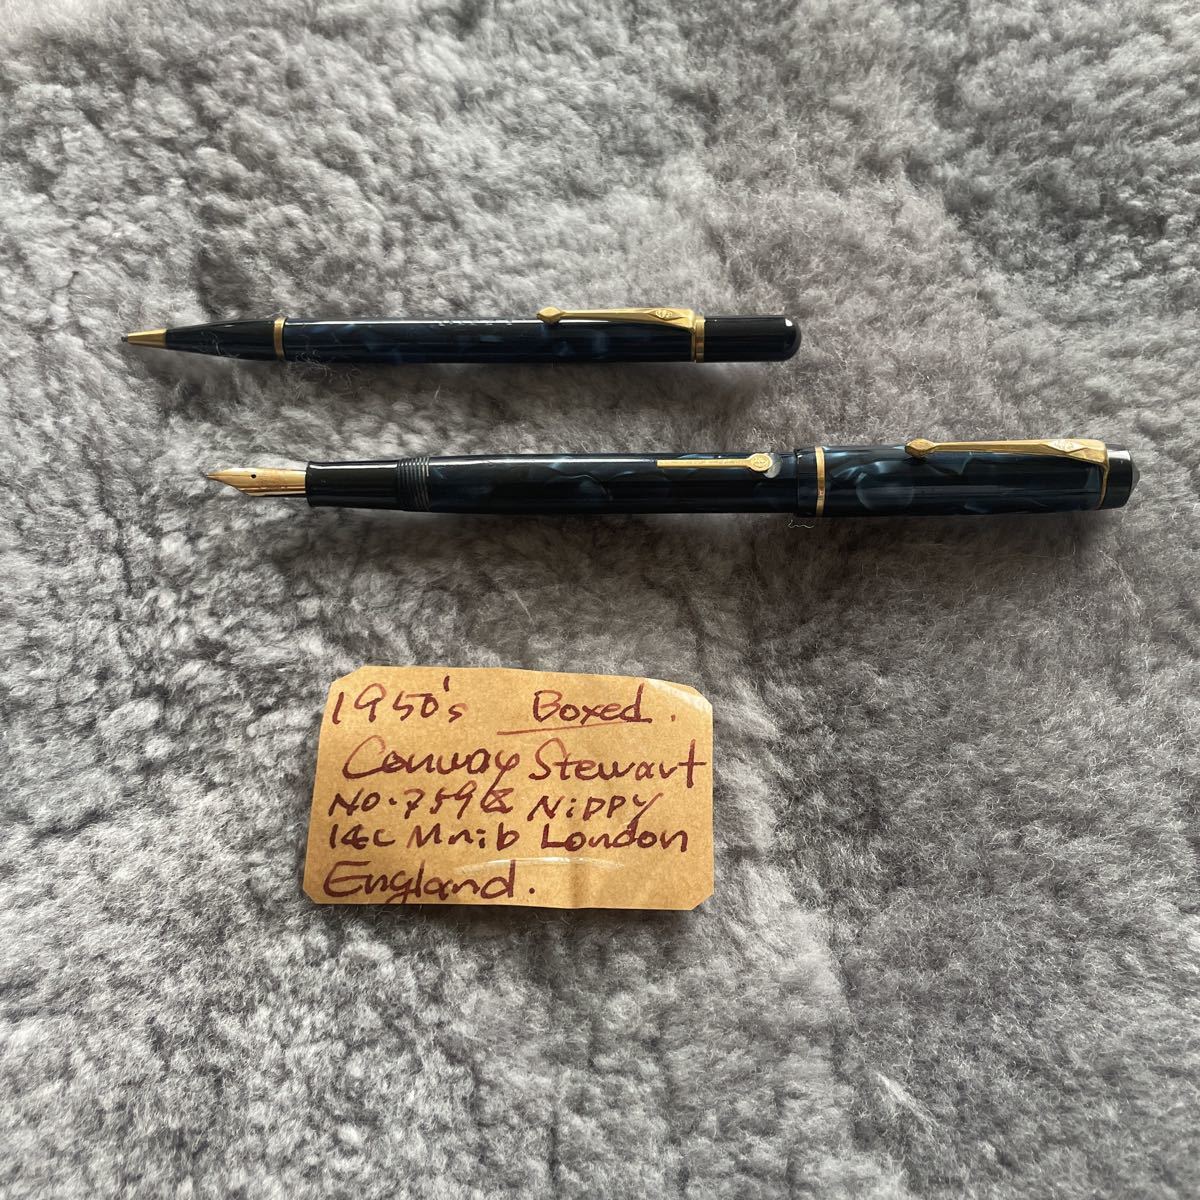 1950's Boxed.
Conway Stewart
No. 759 & Nippy
14c M nib London
England.